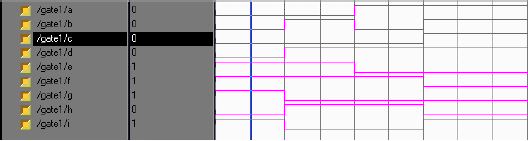 /gate1/a 0
/gate1/b 0
/gate1/c 0
/gate1/d 0
/gate1/e 1
/gate1/f 1
/gate1/g 1
/gate1/h 0
/gate1/i 1